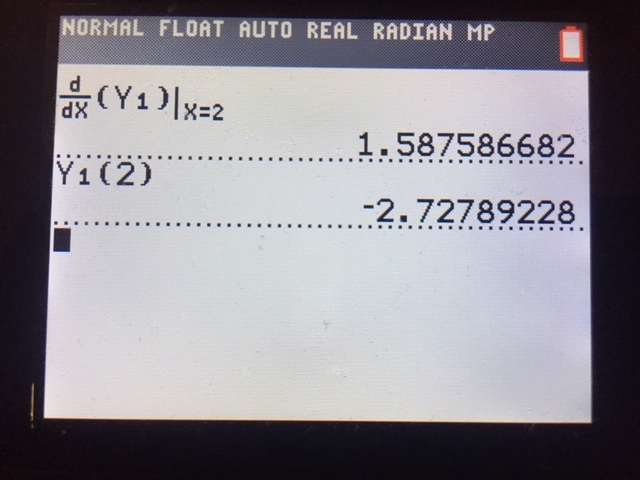 NORMAL FLOAT AUTO REAL RADIAN MP
d/dX(Y1)|X=2
1.587586682
Y1(2)
-2.72789228